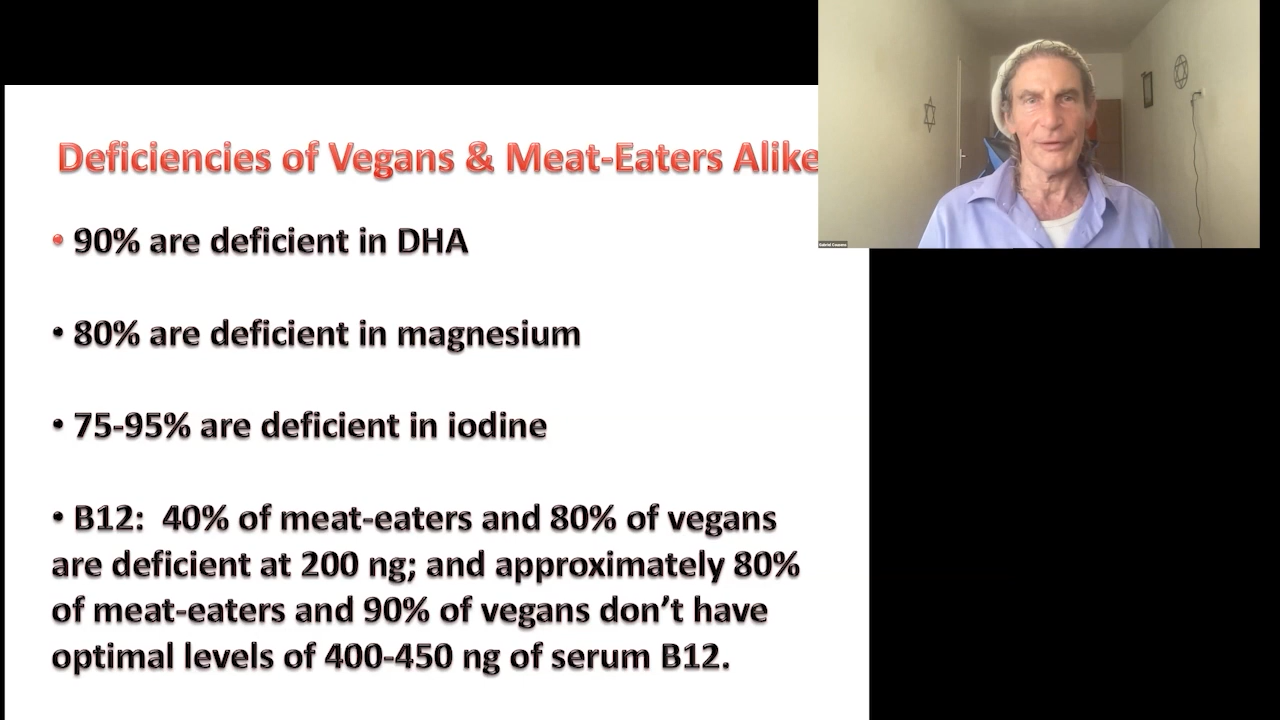 Deficiencies of Vegans & Meat-Eaters Alike
• 90% are deficient in DHA
• 80% are deficient in magnesium
• 75-95% are deficient in iodine
• B12:  40% of meat-eaters and 80% of vegans
are deficient at 200 ng; and approximately 80%
of meat-eaters and 90% of vegans don’t have
optimal levels of 400-450 ng of serum B12.